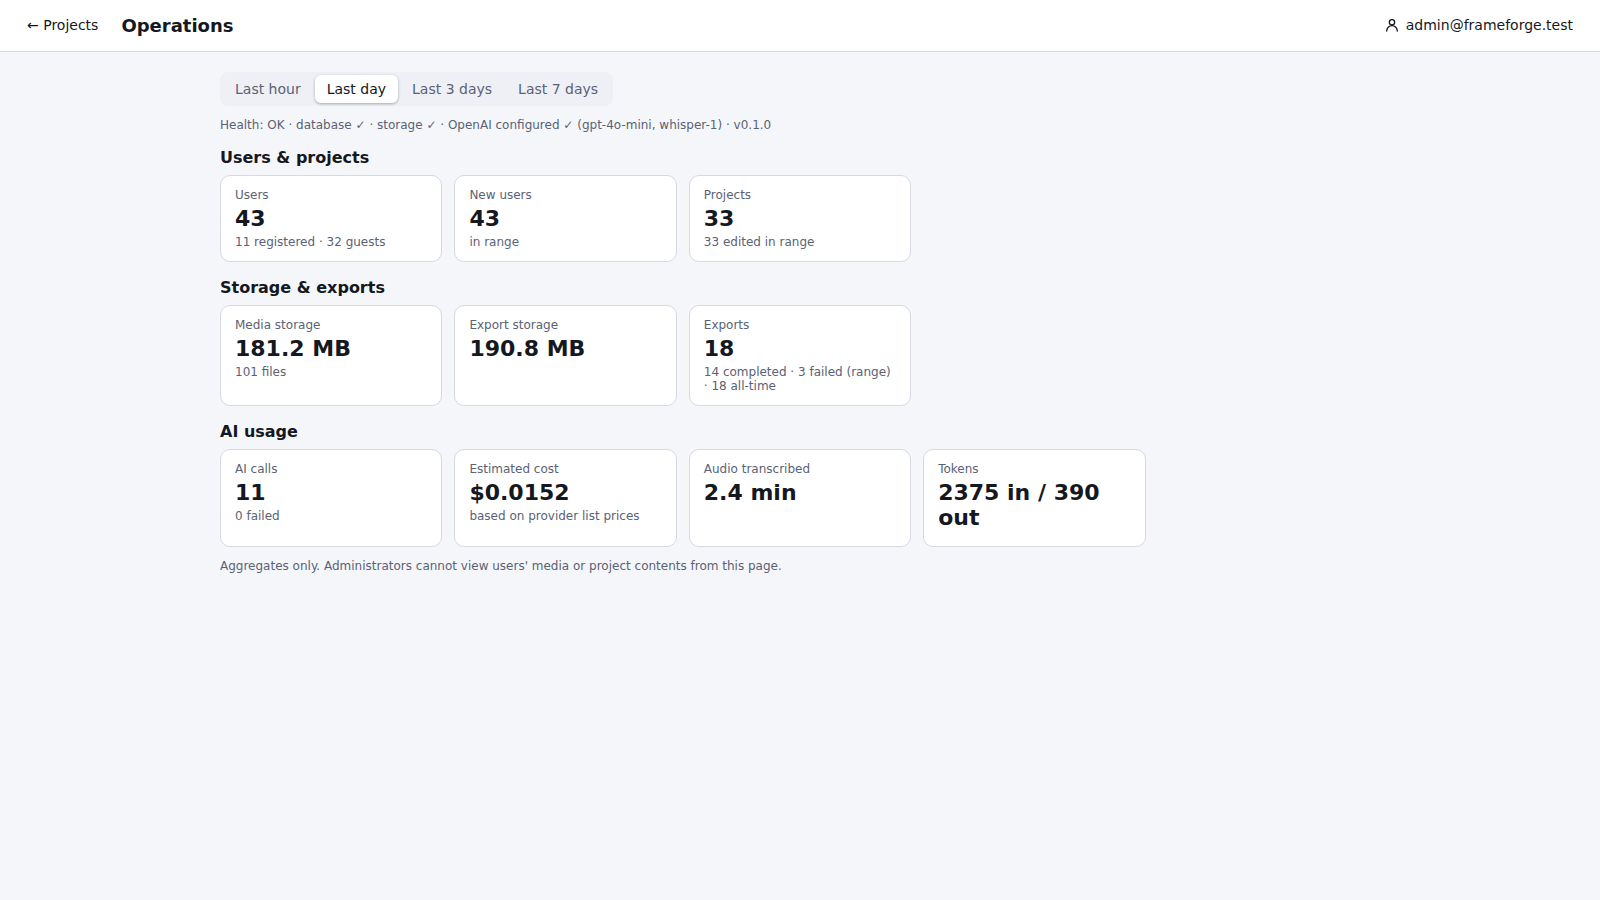 ← Projects Operations admin@frameforge.test
Last hour Last day Last 3 days Last 7 days
Health: OK · database ✓ · storage ✓ · OpenAI configured ✓ (gpt-4o-mini, whisper-1) · v0.1.0
Users & projects
Users
43
11 registered · 32 guests
New users
43
in range
Projects
33
33 edited in range
Storage & exports
Media storage
181.2 MB
101 files
Export storage
190.8 MB
Exports
18
14 completed · 3 failed (range)
· 18 all-time
AI usage
AI calls
11
0 failed
Estimated cost
$0.0152
based on provider list prices
Audio transcribed
2.4 min
Tokens
2375 in / 390
out
Aggregates only. Administrators cannot view users' media or project contents from this page.